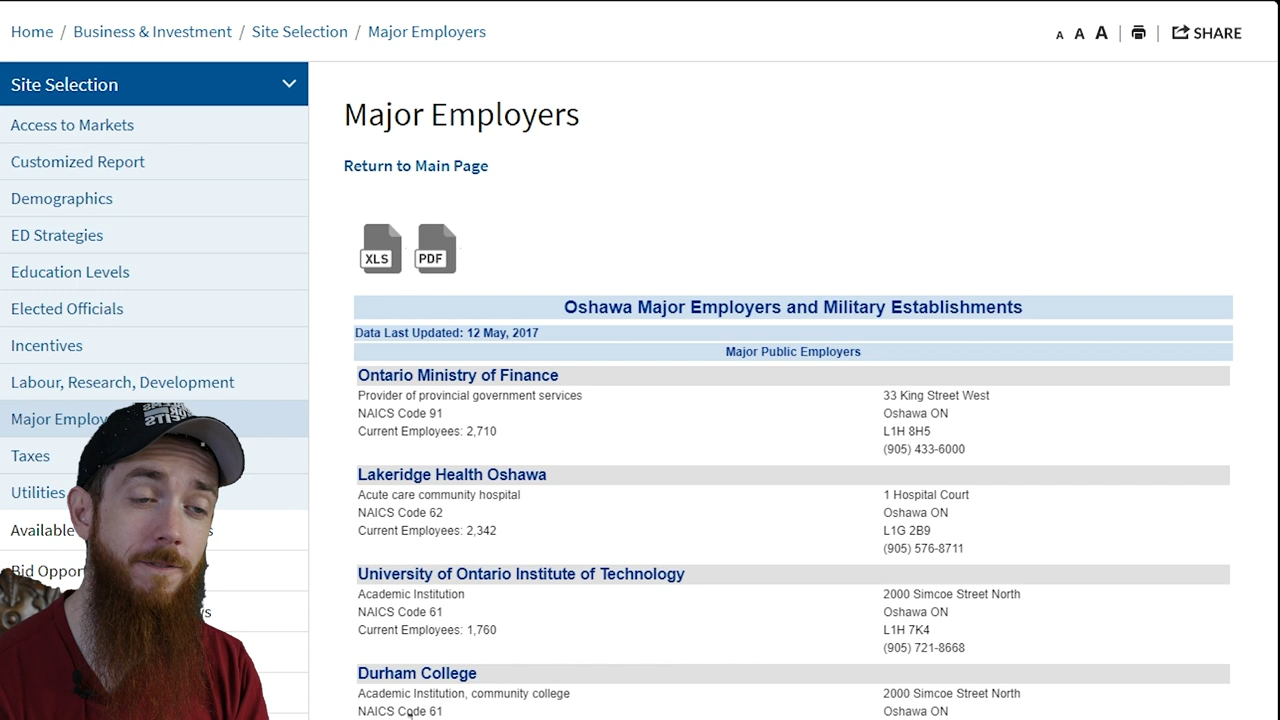 Home / Business & Investment / Site Selection / Major Employers
A A A | | SHARE
Site Selection
Access to Markets
Customized Report
Demographics
ED Strategies
Education Levels
Elected Officials
Incentives
Labour, Research, Development
Major Employ
Taxes
Utilities
Available s
Bid Oppor
s
Major Employers
Return to Main Page
XLS PDF
Oshawa Major Employers and Military Establishments
Data Last Updated: 12 May, 2017
Major Public Employers
Ontario Ministry of Finance
Provider of provincial government services 33 King Street West
NAICS Code 91 Oshawa ON
Current Employees: 2,710 L1H 8H5
(905) 433-6000
Lakeridge Health Oshawa
Acute care community hospital 1 Hospital Court
NAICS Code 62 Oshawa ON
Current Employees: 2,342 L1G 2B9
(905) 576-8711
University of Ontario Institute of Technology
Academic Institution 2000 Simcoe Street North
NAICS Code 61 Oshawa ON
Current Employees: 1,760 L1H 7K4
(905) 721-8668
Durham College
Academic Institution, community college 2000 Simcoe Street North
NAICS Code 61 Oshawa ON